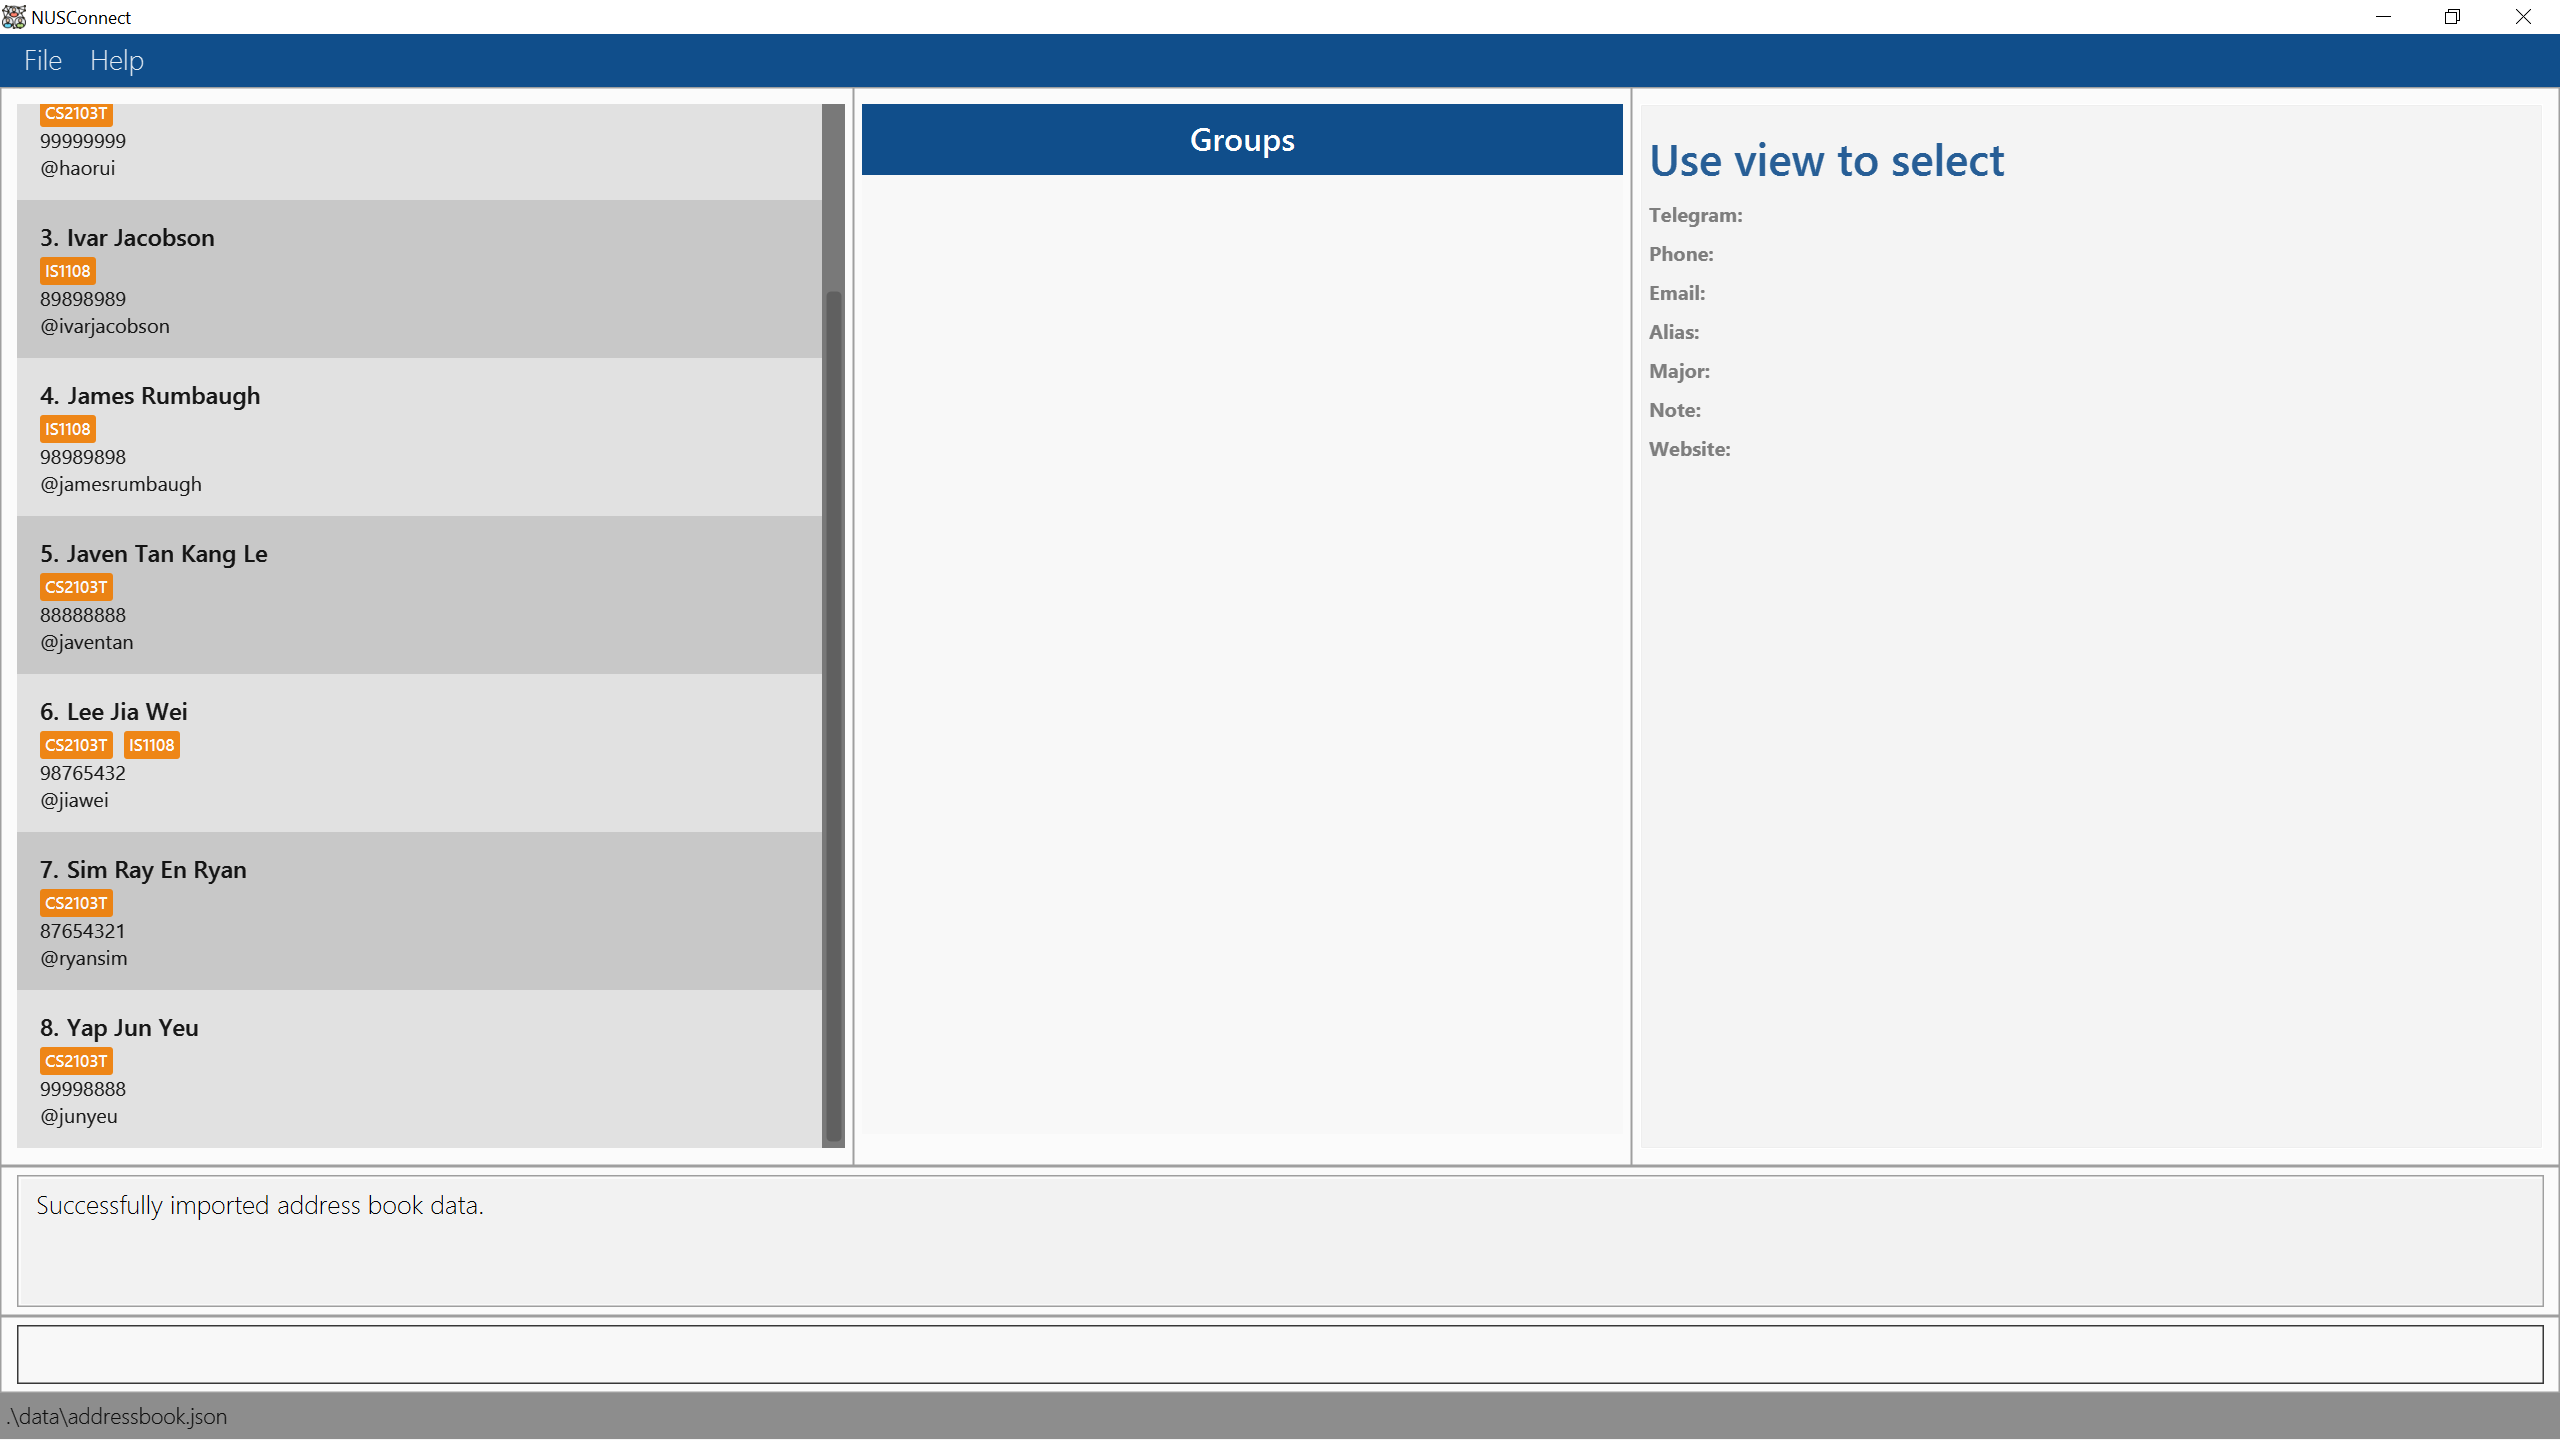 NUSConnect
File Help
CS2103T
99999999
@haorui
3. Ivar Jacobson
IS1108
89898989
@ivarjacobson
4. James Rumbaugh
IS1108
98989898
@jamesrumbaugh
5. Javen Tan Kang Le
CS2103T
88888888
@javentan
6. Lee Jia Wei
CS2103T IS1108
98765432
@jiawei
7. Sim Ray En Ryan
CS2103T
87654321
@ryansim
8. Yap Jun Yeu
CS2103T
99998888
@junyeu
Groups
Use view to select
Telegram:
Phone:
Email:
Alias:
Major:
Note:
Website:
Successfully imported address book data.
.\data\addressbook.json